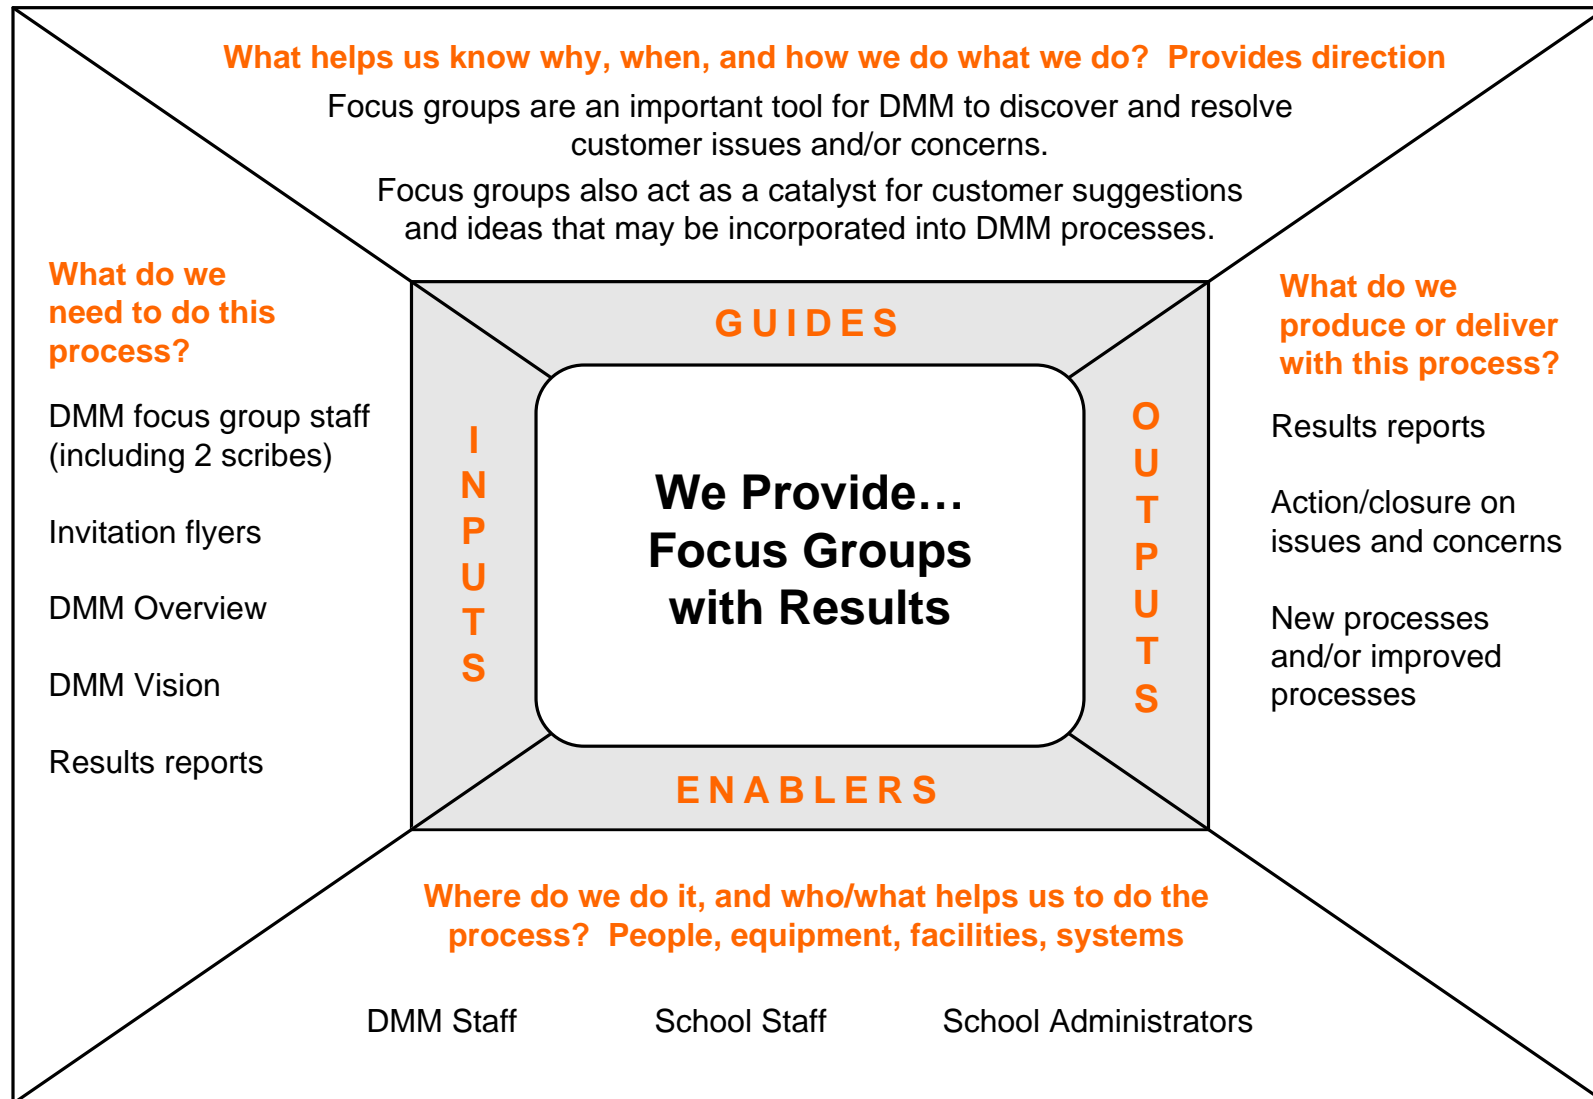 What helps us know why, when, and how we do what we do?  Provides direction
Focus groups are an important tool for DMM to discover and resolve
customer issues and/or concerns.
Focus groups also act as a catalyst for customer suggestions
and ideas that may be incorporated into DMM processes.
What do we
need to do this
process?
DMM focus group staff
(including 2 scribes)
Invitation flyers
DMM Overview
DMM Vision
Results reports
GUIDES
INPUTS
We Provide…
Focus Groups
with Results
OUTPUTS
ENABLERS
What do we
produce or deliver
with this process?
Results reports
Action/closure on
issues and concerns
New processes
and/or improved
processes
Where do we do it, and who/what helps us to do the
process?  People, equipment, facilities, systems
DMM Staff
School Staff
School Administrators